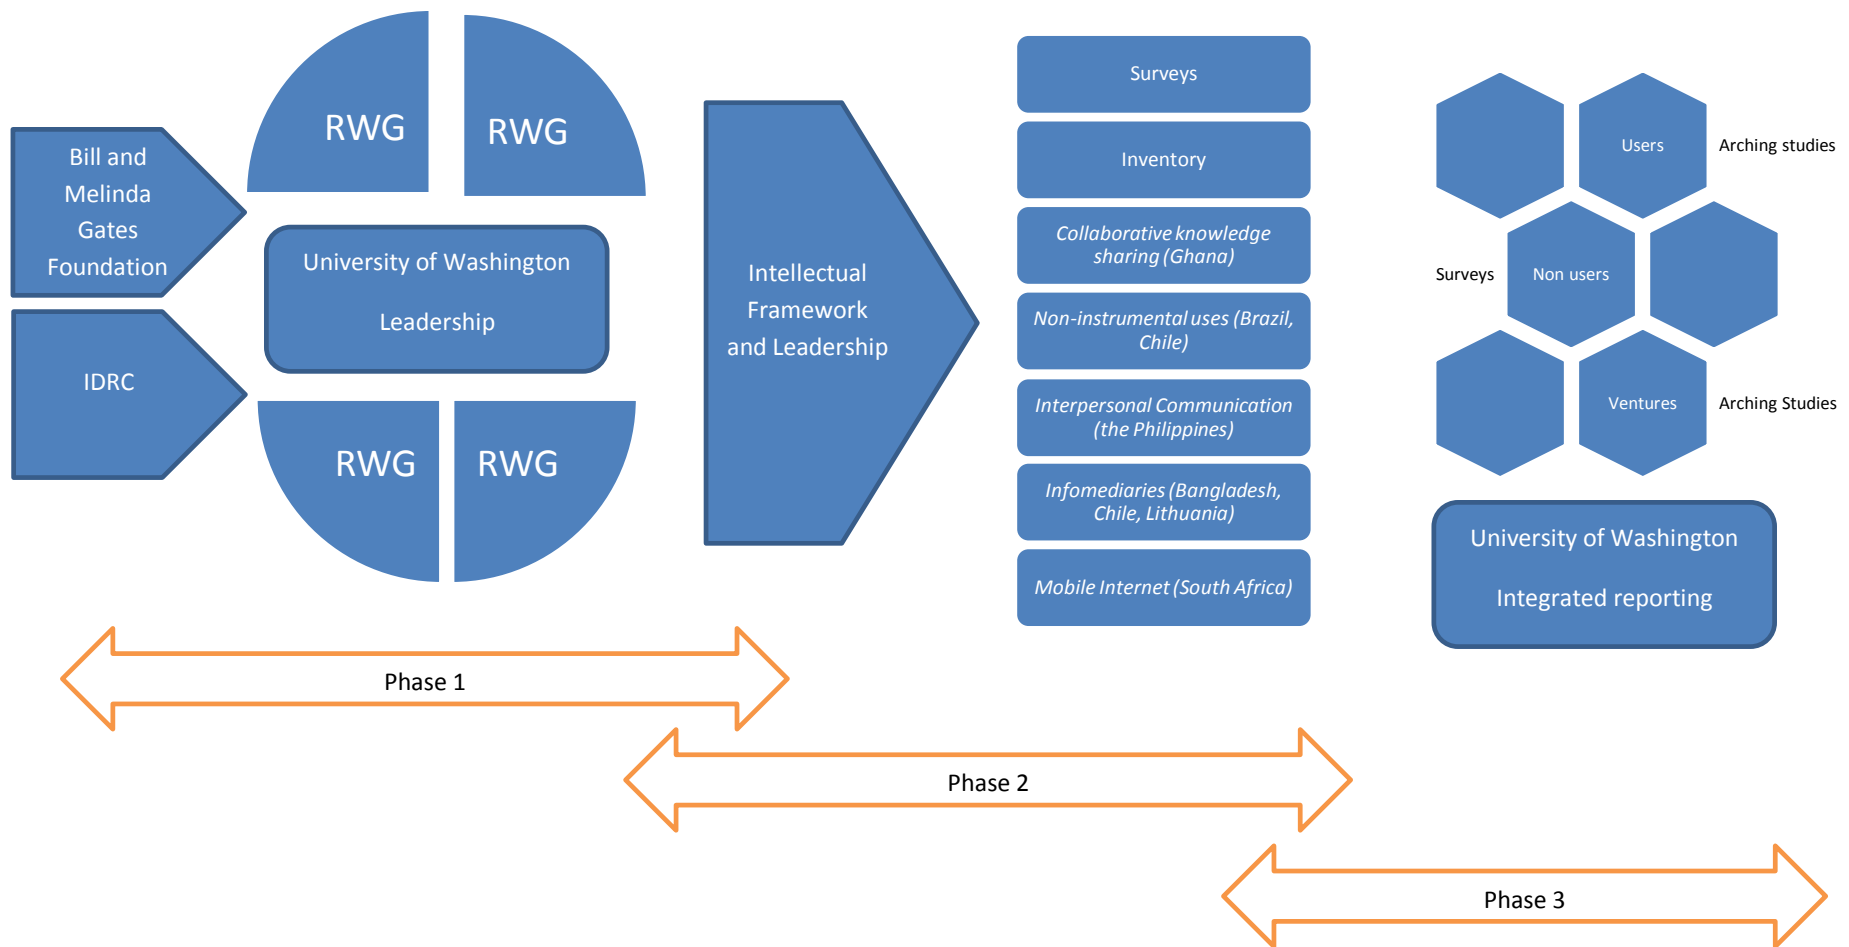 Bill and
Melinda
Gates
Foundation
IDRC
RWG
RWG
University of Washington
Leadership
RWG
RWG
Intellectual
Framework
and Leadership
Surveys
Inventory
Collaborative knowledge
sharing (Ghana)
Non-instrumental uses (Brazil,
Chile)
Interpersonal Communication
(the Philippines)
Infomediaries (Bangladesh,
Chile, Lithuania)
Mobile Internet (South Africa)
Users
Arching studies
Surveys
Non users
Ventures
Arching Studies
University of Washington
Integrated reporting
Phase 1
Phase 2
Phase 3